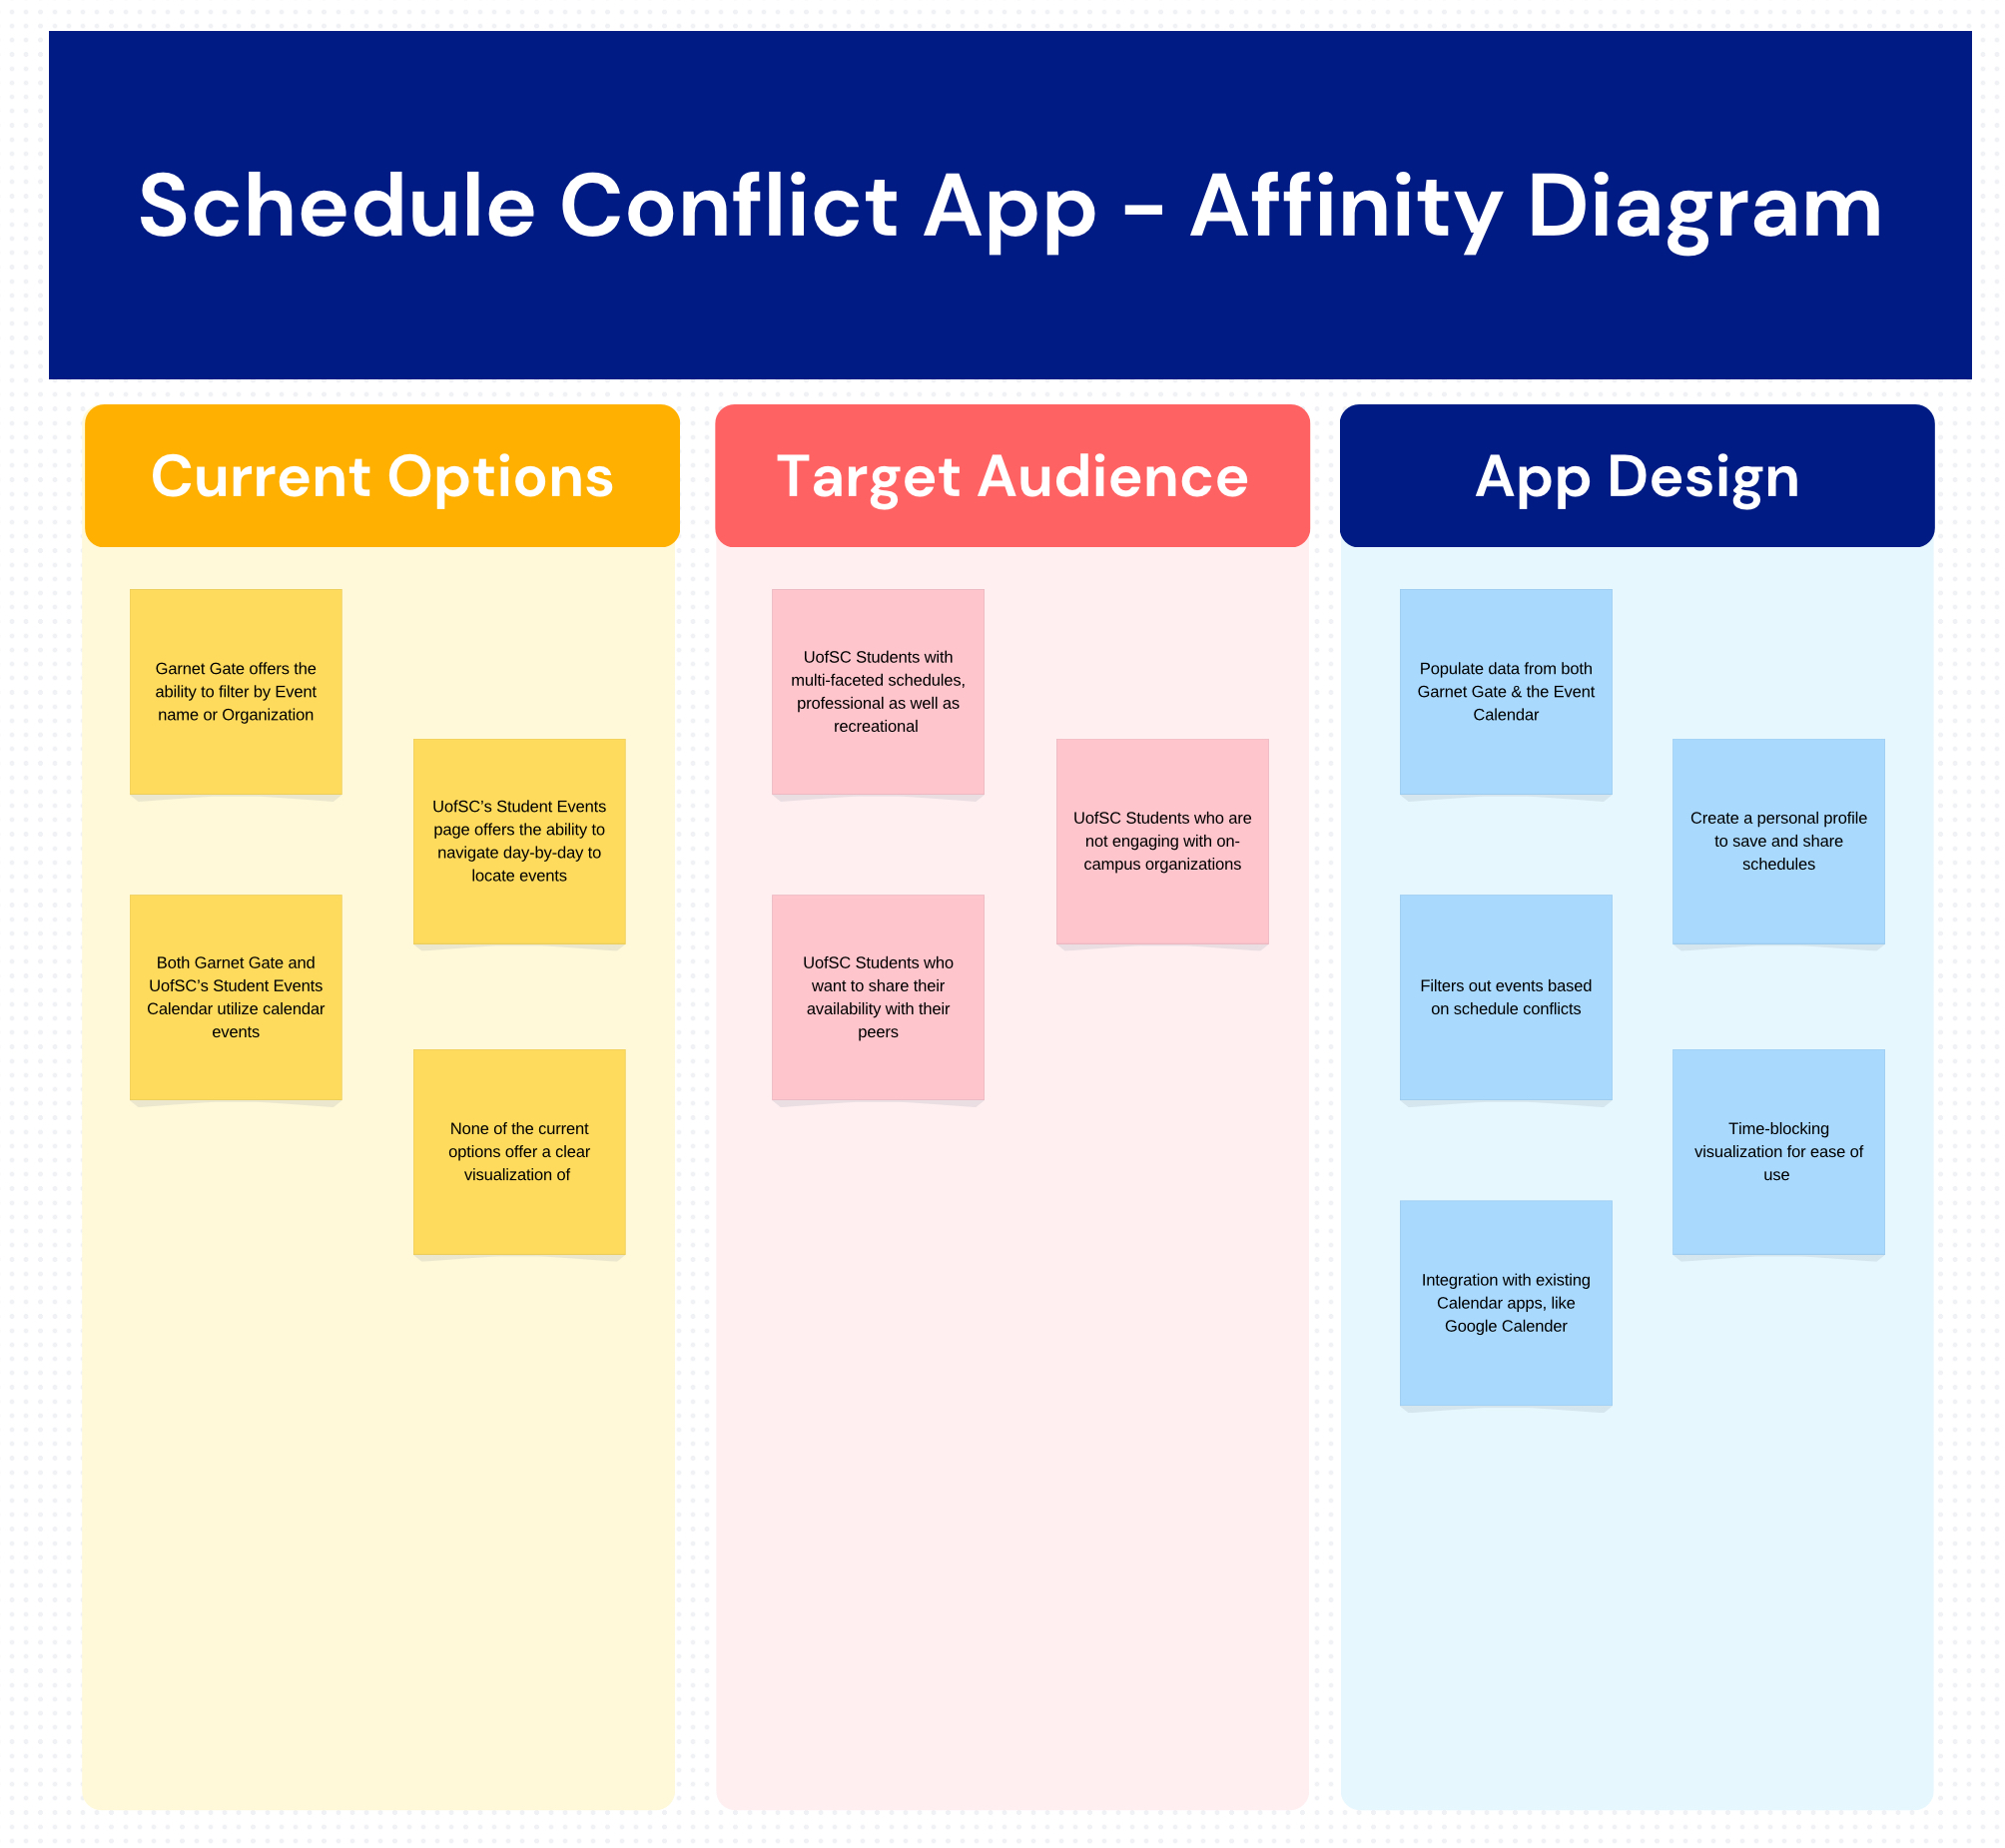 Schedule Conflict App - Affinity Diagram
Current Options
Garnet Gate offers the
ability to filter by Event
name or Organization
UofSC’s Student Events
page offers the ability to
navigate day-by-day to
locate events
Both Garnet Gate and
UofSC’s Student Events
Calendar utilize calendar
events
None of the current
options offer a clear
visualization of
Target Audience
UofSC Students with
multi-faceted schedules,
professional as well as
recreational
UofSC Students who are
not engaging with on-
campus organizations
UofSC Students who
want to share their
availability with their
peers
App Design
Populate data from both
Garnet Gate & the Event
Calendar
Create a personal profile
to save and share
schedules
Filters out events based
on schedule conflicts
Time-blocking
visualization for ease of
use
Integration with existing
Calendar apps, like
Google Calender